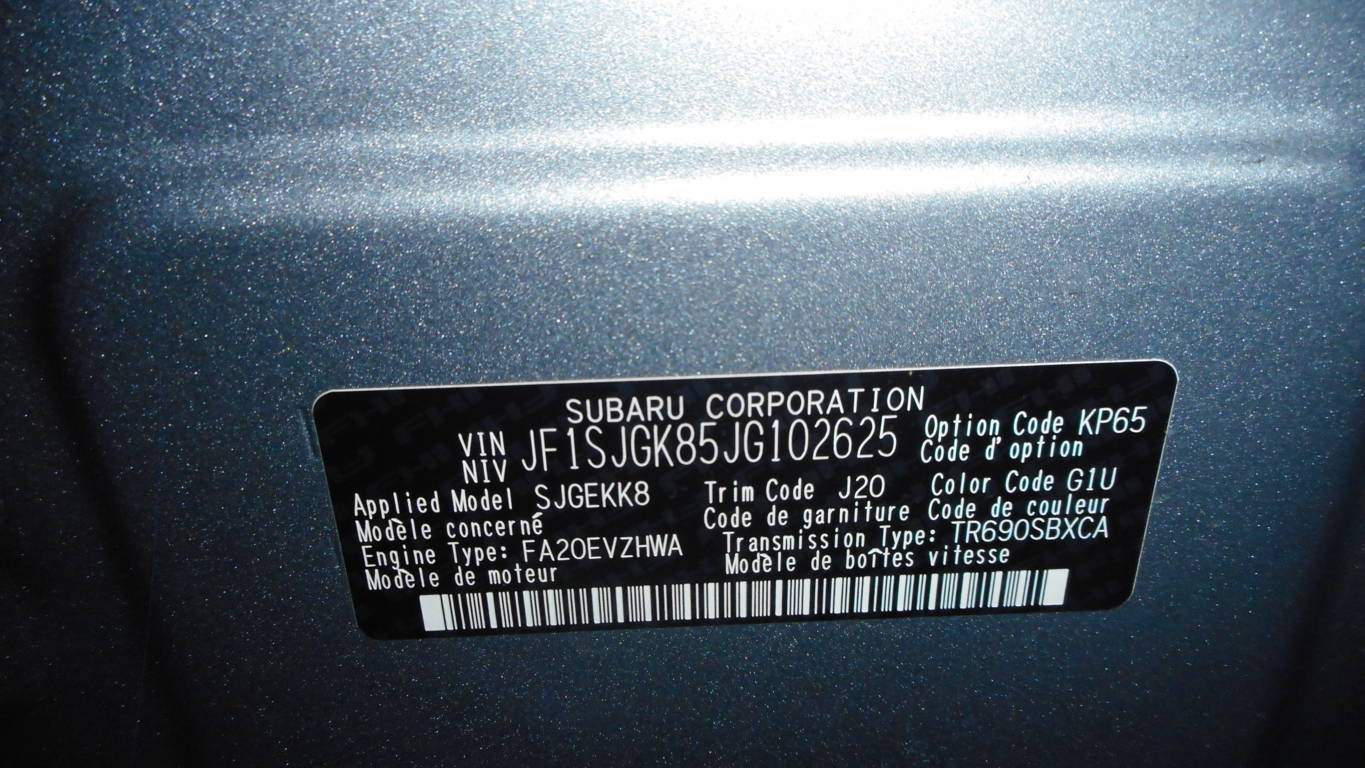 SUBARU CORPORATION
VIN JF1SJGK85JG102625 Option Code KP65
NIV Code d'option
Applied Model SJGEKK8 Trim Code J20 Color Code G1U
Modèle concerné Code de garniture Code de couleur
Engine Type: FA20EVZHWA Transmission Type: TR690SBXCA
Modèle de moteur Modèle de boîtes vitesse